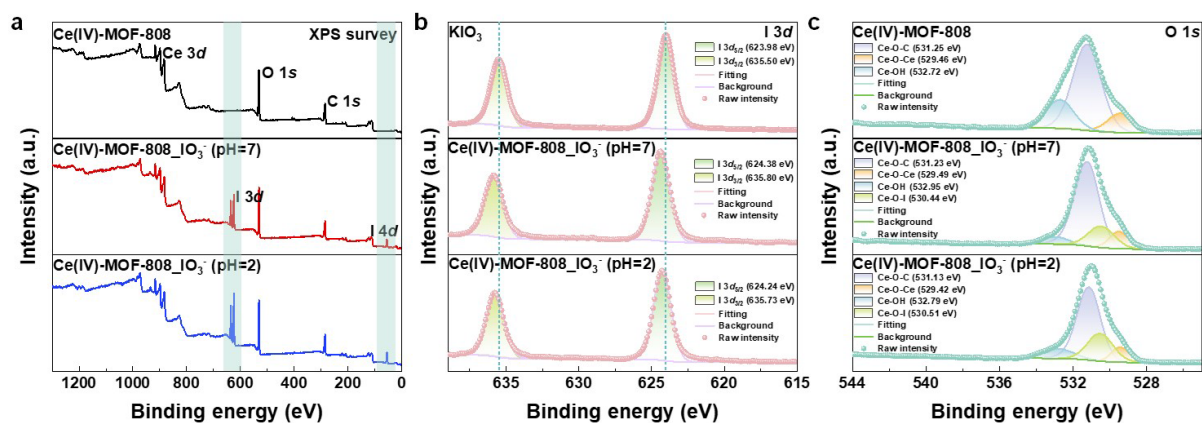 a
Ce(IV)-MOF-808
XPS survey
Ce 3d
O 1s
C 1s
Ce(IV)-MOF-808_IO₃⁻ (pH=7)
I 3d
I 4d
Ce(IV)-MOF-808_IO₃⁻ (pH=2)
Intensity (a.u.)
1200 1000 800 600 400 200 0
Binding energy (eV)
b
KIO₃
I 3d
I 3d₅/₂ (623.98 eV)
I 3d₅/₂ (635.50 eV)
Fitting
Background
Raw intensity
Ce(IV)-MOF-808_IO₃⁻ (pH=7)
I 3d₅/₂ (624.38 eV)
I 3d₅/₂ (635.80 eV)
Fitting
Background
Raw intensity
Ce(IV)-MOF-808_IO₃⁻ (pH=2)
I 3d₅/₂ (624.24 eV)
I 3d₅/₂ (635.73 eV)
Fitting
Background
Raw intensity
Intensity (a.u.)
635 630 625 620 615
Binding energy (eV)
c
Ce(IV)-MOF-808
O 1s
Ce-O-C (531.25 eV)
Ce-O-Ce (529.46 eV)
Ce-OH (532.72 eV)
Fitting
Background
Raw intensity
Ce(IV)-MOF-808_IO₃⁻ (pH=7)
Ce-O-C (531.23 eV)
Ce-O-Ce (529.49 eV)
Ce-OH (532.95 eV)
Ce-O-I (530.44 eV)
Fitting
Background
Raw intensity
Ce(IV)-MOF-808_IO₃⁻ (pH=2)
Ce-O-C (531.13 eV)
Ce-O-Ce (529.42 eV)
Ce-OH (532.79 eV)
Ce-O-I (530.51 eV)
Fitting
Background
Raw intensity
Intensity (a.u.)
544 540 536 532 528
Binding energy (eV)